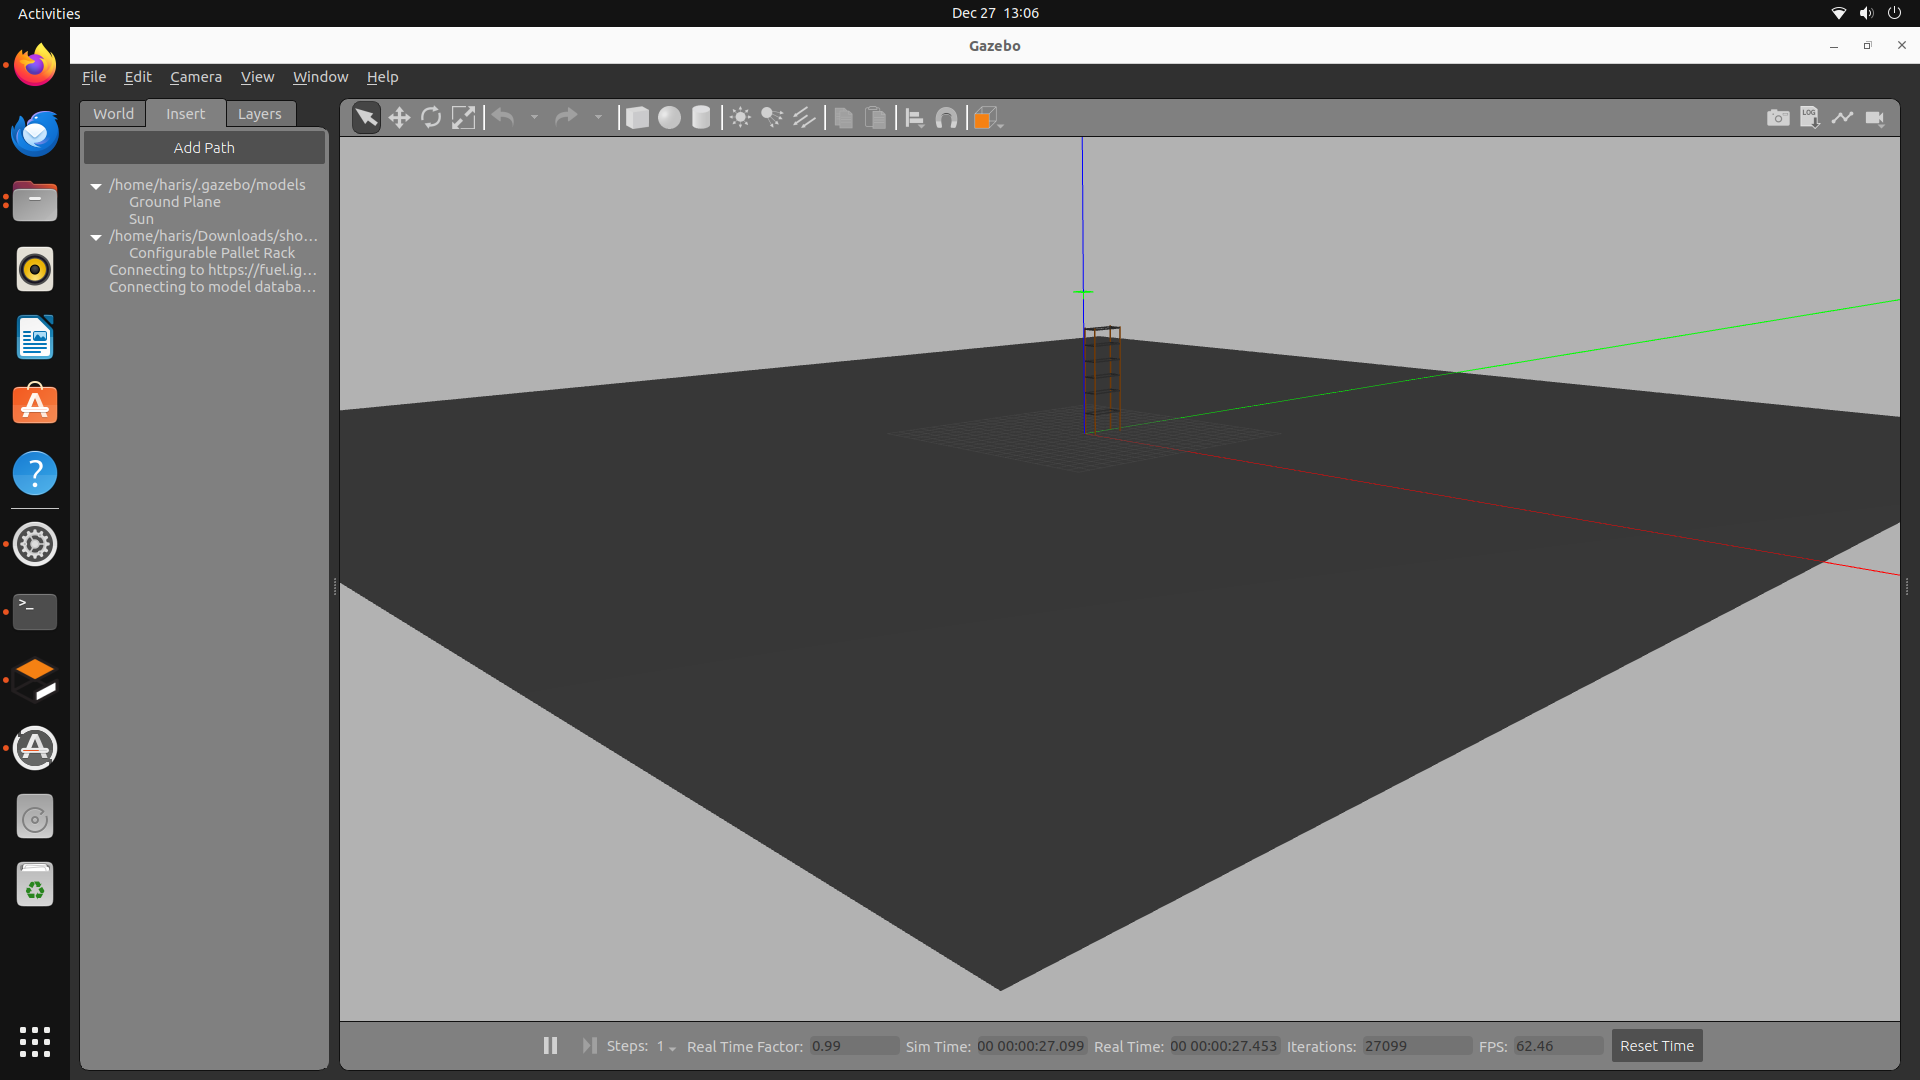 Activities
Dec 27 13:06
Gazebo
File Edit Camera View Window Help
World Insert Layers
Add Path
/home/haris/.gazebo/models
Ground Plane
Sun
/home/haris/Downloads/sho...
Configurable Pallet Rack
Connecting to https://fuel.ig...
Connecting to model databa...
LOG
>_
?
Steps: 1 Real Time Factor: 0.99 Sim Time: 00 00:00:27.099 Real Time: 00 00:00:27.453 Iterations: 27099 FPS: 62.46 Reset Time